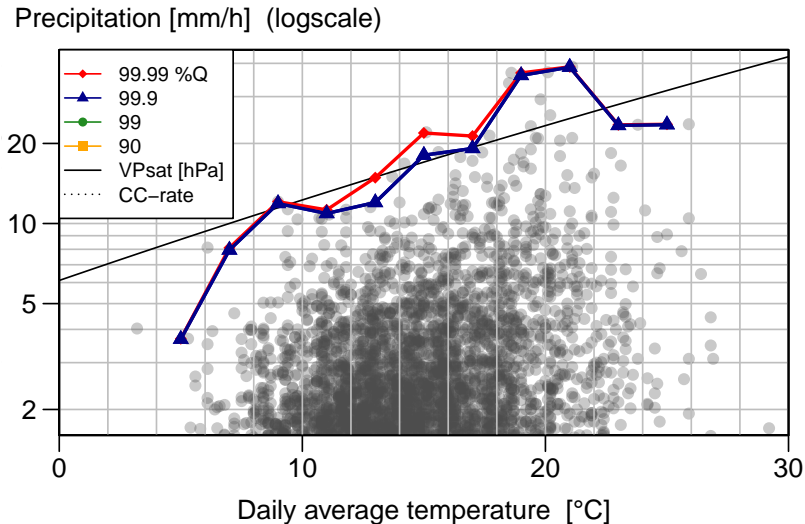 Precipitation [mm/h] (logscale)
99.99 %Q
99.9
99
90
VPsat [hPa]
CC−rate
20
10
5
2
0 10 20 30
Daily average temperature [°C]